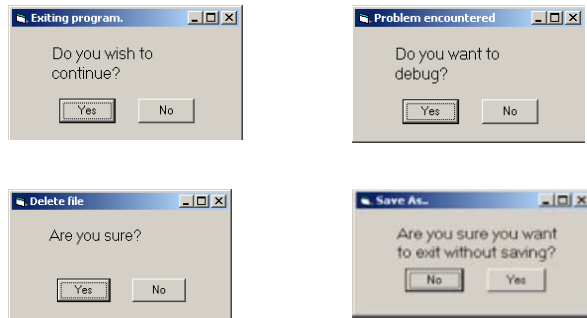 Exiting program.
Do you wish to
continue?
Yes No
Problem encountered
Do you want to
debug?
Yes No
Delete file
Are you sure?
Yes No
Save As..
Are you sure you want
to exit without saving?
No Yes